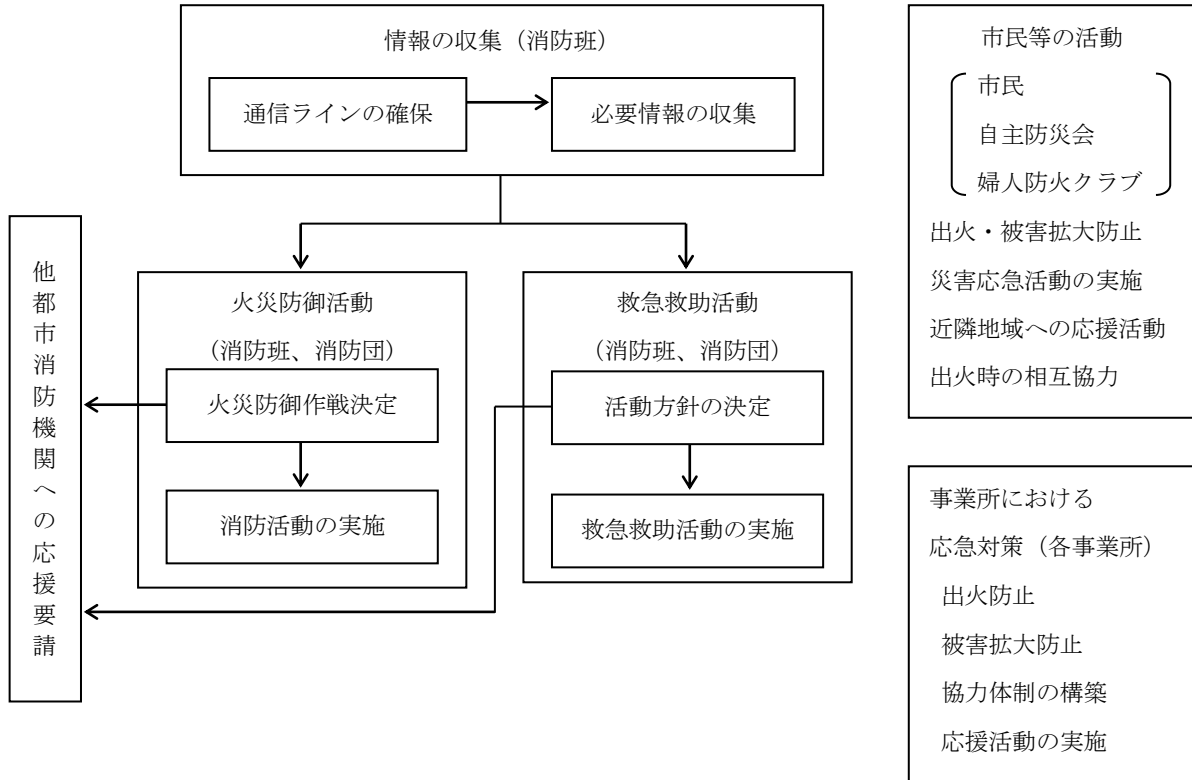 情報の収集（消防班）
通信ラインの確保
必要情報の収集
他都市消防機関への応援要請
火災防御活動
（消防班、消防団）
火災防御作戦決定
消防活動の実施
救急救助活動
（消防班、消防団）
活動方針の決定
救急救助活動の実施
市民等の活動
市民
自主防災会
婦人防火クラブ
出火・被害拡大防止
災害応急活動の実施
近隣地域への応援活動
出火時の相互協力
事業所における
応急対策（各事業所）
出火防止
被害拡大防止
協力体制の構築
応援活動の実施